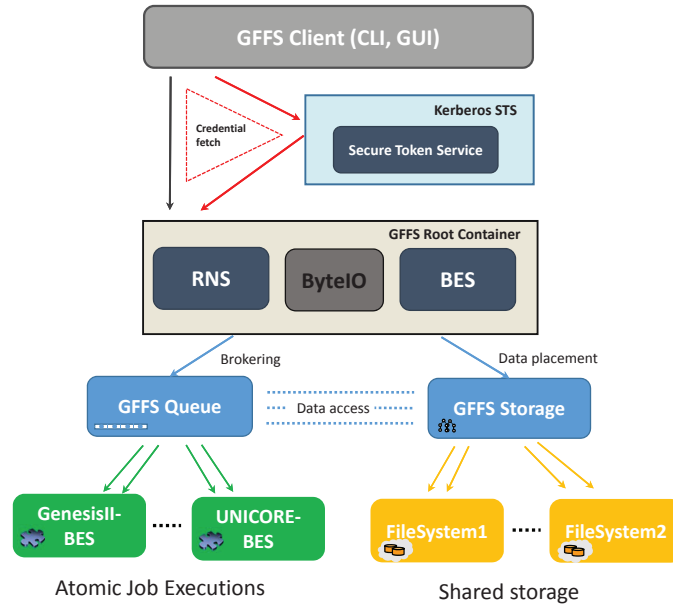 GFFS Client (CLI, GUI)
Kerberos STS
Credential
fetch
Secure Token Service
GFFS Root Container
RNS
ByteIO
BES
Brokering
Data placement
GFFS Queue
Data access
GFFS Storage
GenesisII-
BES
UNICORE-
BES
FileSystem1
FileSystem2
Atomic Job Executions
Shared storage